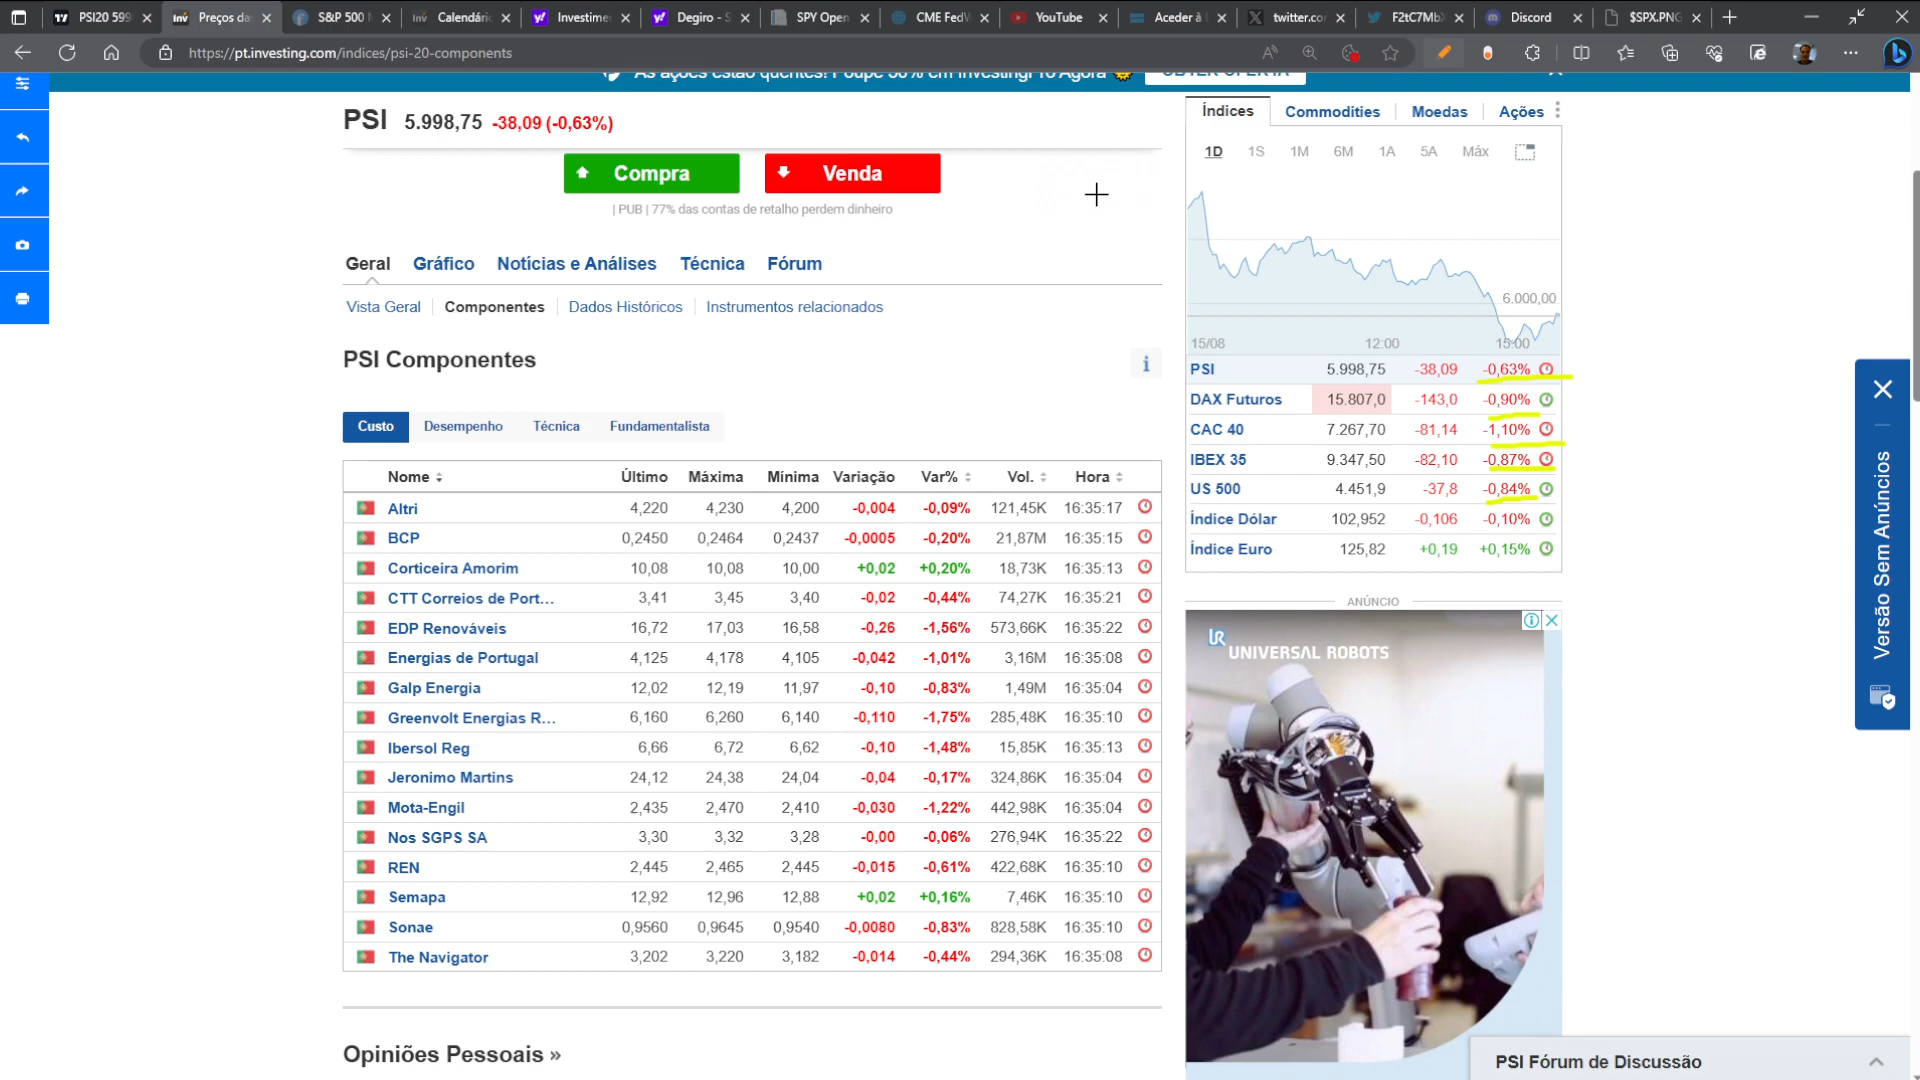 PSI20 599
Preços da
S&P 500
Calendári
Investime
Degiro - S
SPY Open
CME FedV
YouTube
Aceder à
twitter.co
F2tC7Mb
Discord
$SPX.PNG
https://pt.investing.com/indices/psi-20-components
As ações estão quentes! Poupe 50% em InvestingPro Agora
OBTER OFERTA
PSI 5.998,75 -38,09 (-0,63%)
Compra
Venda
| PUB | 77% das contas de retalho perdem dinheiro
Geral Gráfico Notícias e Análises Técnica Fórum
Vista Geral Componentes Dados Históricos Instrumentos relacionados
PSI Componentes
Custo Desempenho Técnica Fundamentalista
Nome Último Máxima Mínima Variação Var% Vol. Hora
Altri 4,220 4,230 4,200 -0,004 -0,09% 121,45K 16:35:17
BCP 0,2450 0,2464 0,2437 -0,0005 -0,20% 21,87M 16:35:15
Corticeira Amorim 10,08 10,08 10,00 +0,02 +0,20% 18,73K 16:35:13
CTT Correios de Port... 3,41 3,45 3,40 -0,02 -0,44% 74,27K 16:35:21
EDP Renováveis 16,72 17,03 16,58 -0,26 -1,56% 573,66K 16:35:22
Energias de Portugal 4,125 4,178 4,105 -0,042 -1,01% 3,16M 16:35:08
Galp Energia 12,02 12,19 11,97 -0,10 -0,83% 1,49M 16:35:04
Greenvolt Energias R... 6,160 6,260 6,140 -0,110 -1,75% 285,48K 16:35:10
Ibersol Reg 6,66 6,72 6,62 -0,10 -1,48% 15,85K 16:35:13
Jeronimo Martins 24,12 24,38 24,04 -0,04 -0,17% 324,86K 16:35:04
Mota-Engil 2,435 2,470 2,410 -0,030 -1,22% 442,98K 16:35:04
Nos SGPS SA 3,30 3,32 3,28 -0,00 -0,06% 276,94K 16:35:22
REN 2,445 2,465 2,445 -0,015 -0,61% 422,68K 16:35:10
Semapa 12,92 12,96 12,88 +0,02 +0,16% 7,46K 16:35:10
Sonae 0,9560 0,9645 0,9540 -0,0080 -0,83% 828,58K 16:35:10
The Navigator 3,202 3,220 3,182 -0,014 -0,44% 294,36K 16:35:08
Opiniões Pessoais »
Índices Commodities Moedas Ações
1D 1S 1M 6M 1A 5A Máx
6.000,00
15/08 12:00 15:00
PSI 5.998,75 -38,09 -0,63%
DAX Futuros 15.807,0 -143,0 -0,90%
CAC 40 7.267,70 -81,14 -1,10%
IBEX 35 9.347,50 -82,10 -0,87%
US 500 4.451,9 -37,8 -0,84%
Índice Dólar 102,952 -0,106 -0,10%
Índice Euro 125,82 +0,19 +0,15%
ANÚNCIO
UNIVERSAL ROBOTS
Versão Sem Anúncios
PSI Fórum de Discussão